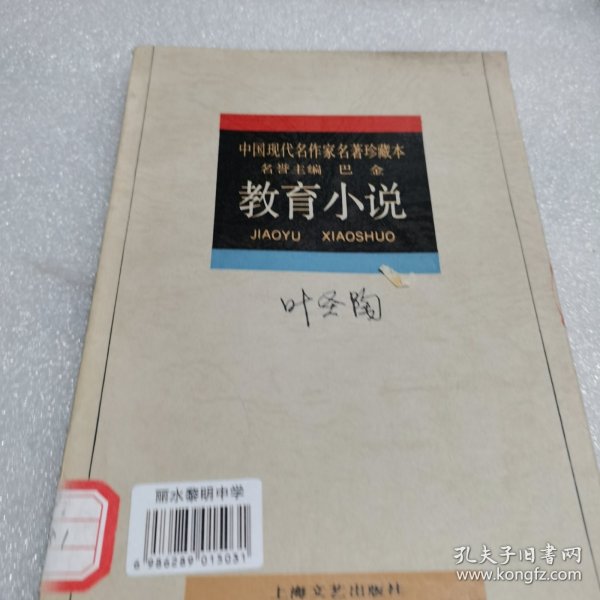 中国现代名作家名著珍藏本
名誉主编 巴金
教育小说
JIAOYU XIAOSHUO
叶圣陶
丽水黎明中学
6 986289 015031
上海文艺出版社
孔夫子旧书网
www.kongfz.com